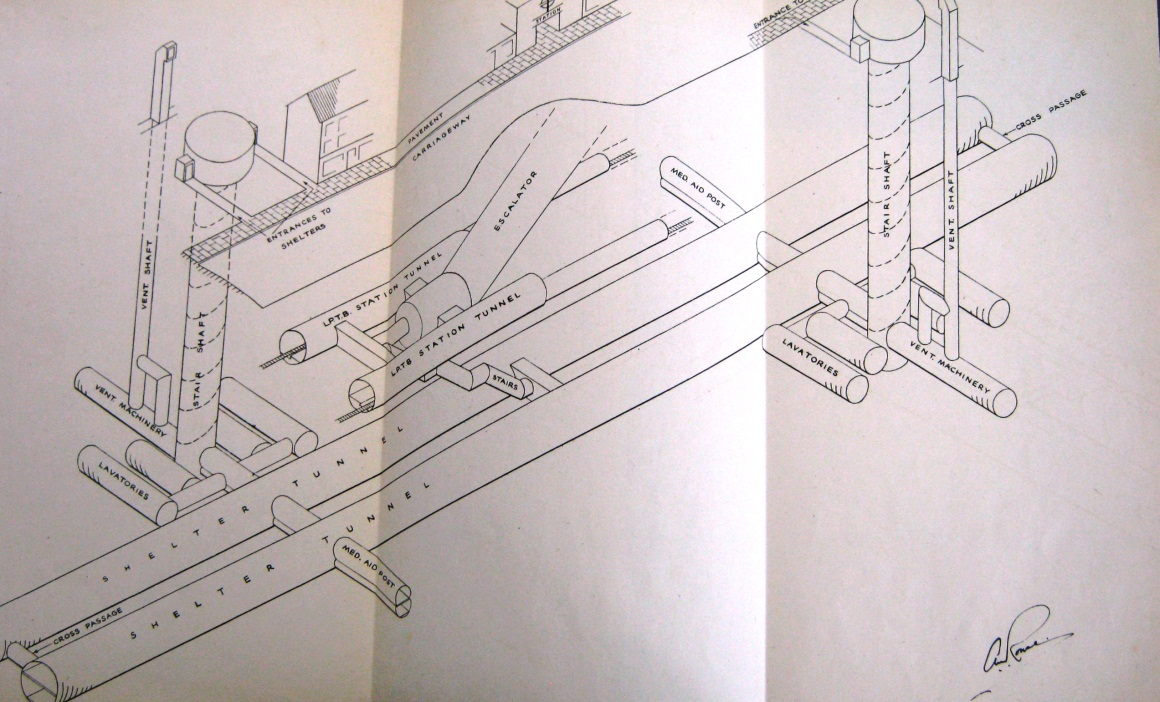 STATION
ENTRANCE TO
PAVEMENT
CARRIAGEWAY
CROSS PASSAGE
MED. AID POST
ESCALATOR
STAIR SHAFT
VENT. SHAFT
ENTRANCES TO
SHELTERS
VENT. SHAFT
L.P.T.B. STATION TUNNEL
L.P.T.B. STATION TUNNEL
STAIR SHAFT
STAIRS
LAVATORIES
VENT. MACHINERY
VENT. MACHINERY
LAVATORIES
SHELTER TUNNEL
SHELTER TUNNEL
MED. AID POST
CROSS PASSAGE